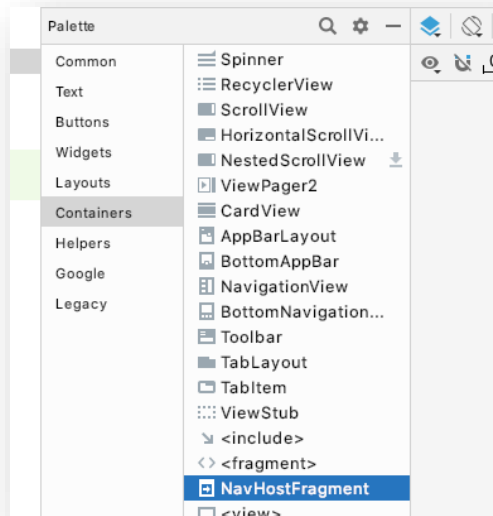 Palette
Common
Text
Buttons
Widgets
Layouts
Containers
Helpers
Google
Legacy
Spinner
RecyclerView
ScrollView
HorizontalScrollVi...
NestedScrollView
ViewPager2
CardView
AppBarLayout
BottomAppBar
NavigationView
BottomNavigation...
Toolbar
TabLayout
TabItem
ViewStub
<include>
<fragment>
NavHostFragment
<view>